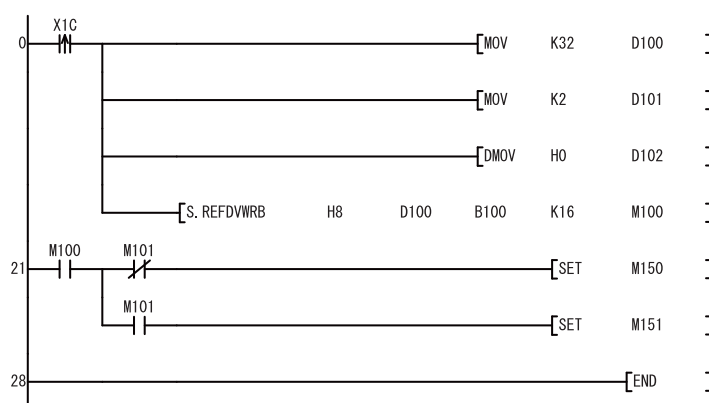 X1C
0 MOV K32 D100
MOV K2 D101
DMOV H0 D102
S.REFDVWRB H8 D100 B100 K16 M100
M100 M101
21 SET M150
M101
SET M151
28 END